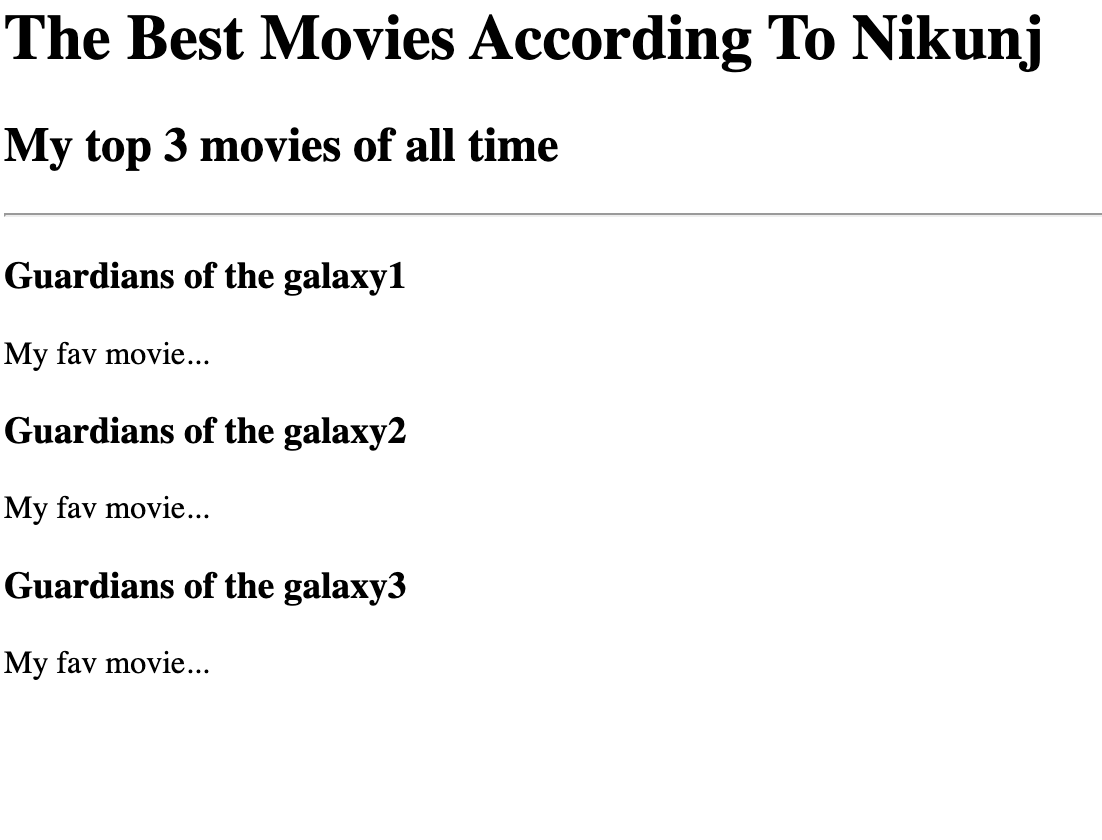 The Best Movies According To Nikunj
My top 3 movies of all time
Guardians of the galaxy1
My fav movie...
Guardians of the galaxy2
My fav movie...
Guardians of the galaxy3
My fav movie...